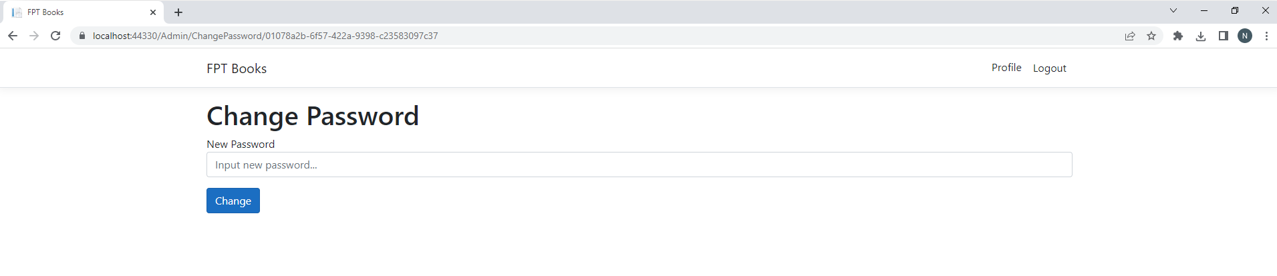 FPT Books
localhost:44330/Admin/ChangePassword/01078a2b-6f57-422a-9398-c23583097c37
N
FPT Books Profile Logout
Change Password
New Password
Input new password...
Change